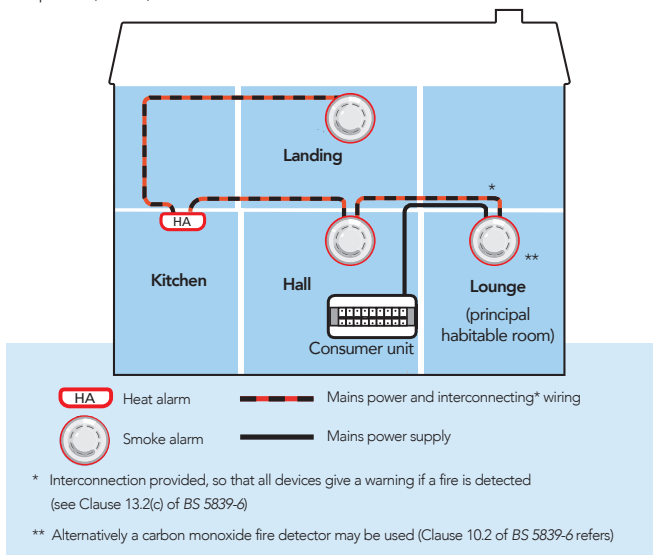 Landing
*
HA
Kitchen
Hall
Lounge
**
(principal
habitable room)
Consumer unit
HA Heat alarm Mains power and interconnecting* wiring
Smoke alarm Mains power supply
* Interconnection provided, so that all devices give a warning if a fire is detected
(see Clause 13.2(c) of BS 5839-6)
** Alternatively a carbon monoxide fire detector may be used (Clause 10.2 of BS 5839-6 refers)